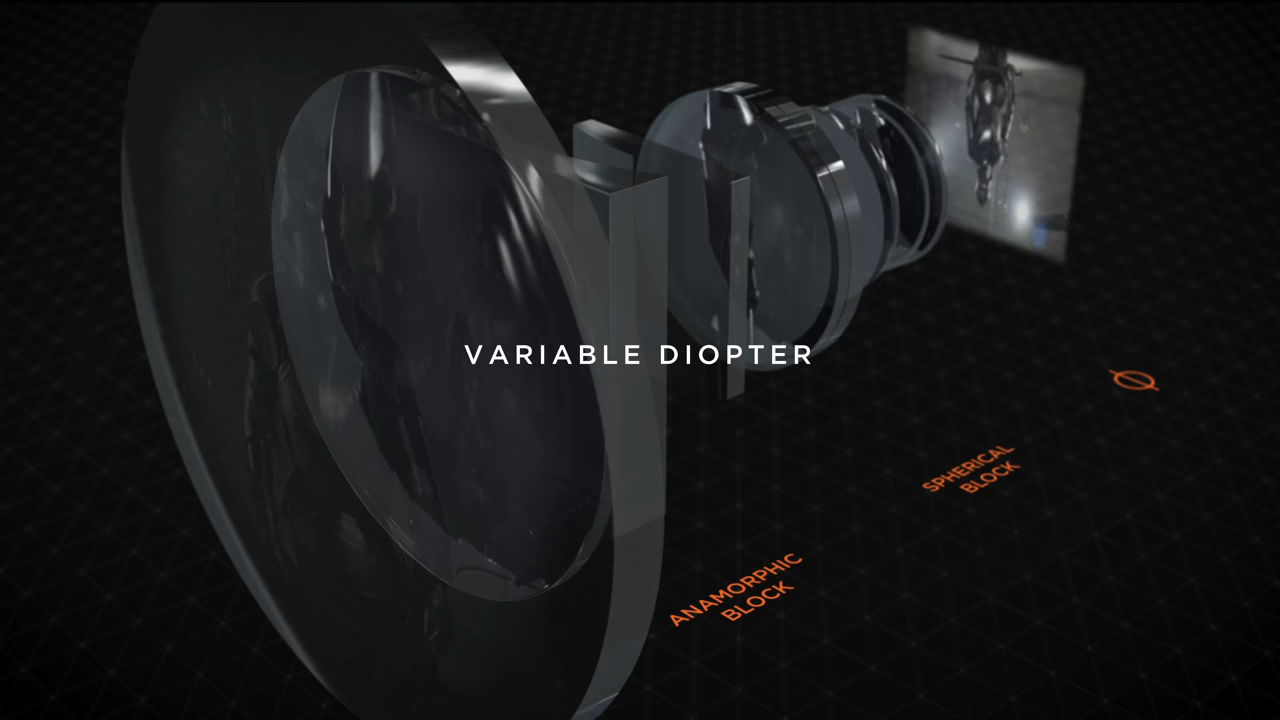 VARIABLE DIOPTER
SPHERICAL
BLOCK
ANAMORPHIC
BLOCK